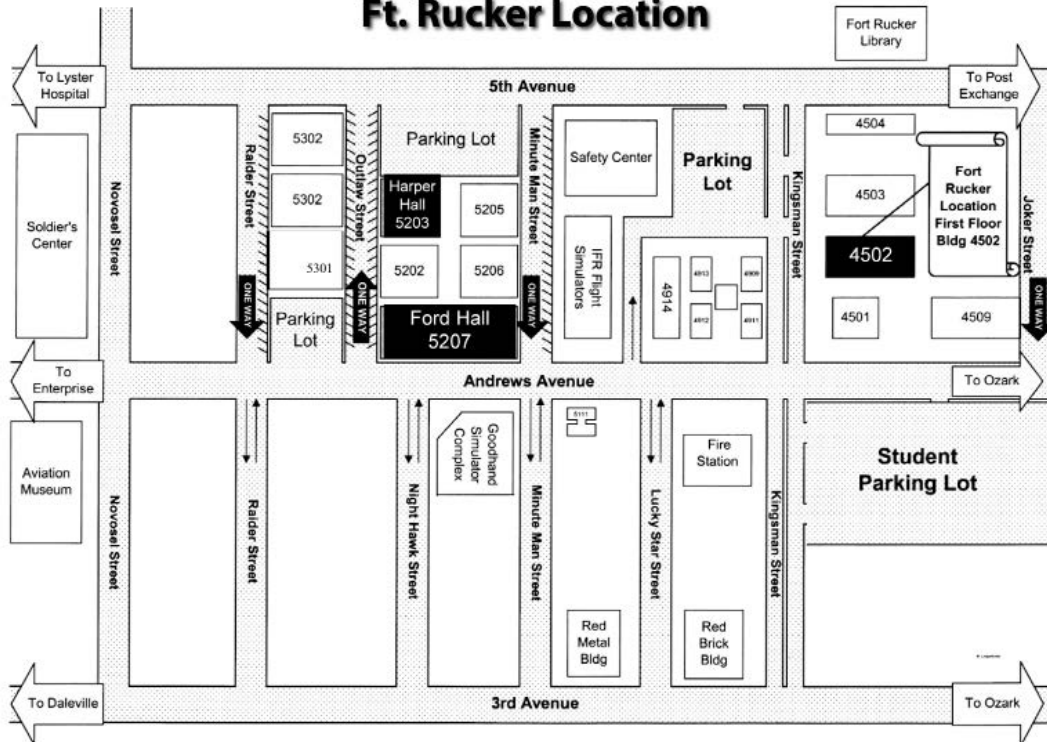 Ft. Rucker Location
Fort Rucker
Library
To Lyster
Hospital
5th Avenue
To Post
Exchange
Soldier's
Center
Novosel Street
Raider Street
5302
5302
5301
Parking
Lot
ONE WAY
Outlaw Street
ONE WAY
Parking Lot
Harper
Hall
5203
5205
5202
5206
Ford Hall
5207
Minute Man Street
ONE WAY
Safety Center
IFR Flight
Simulators
Parking
Lot
4914
4913
4909
4912
4911
Kingsman Street
4504
4503
4502
4501
4509
Fort
Rucker
Location
First Floor
Bldg 4502
Joker Street
ONE WAY
To
Enterprise
Andrews Avenue
To Ozark
Aviation
Museum
Novosel Street
Raider Street
Night Hawk Street
Goodhand
Simulator
Complex
Minute Man Street
5111
Lucky Star Street
Fire
Station
Kingsman Street
Student
Parking Lot
Red
Metal
Bldg
Red
Brick
Bldg
To Daleville
3rd Avenue
To Ozark